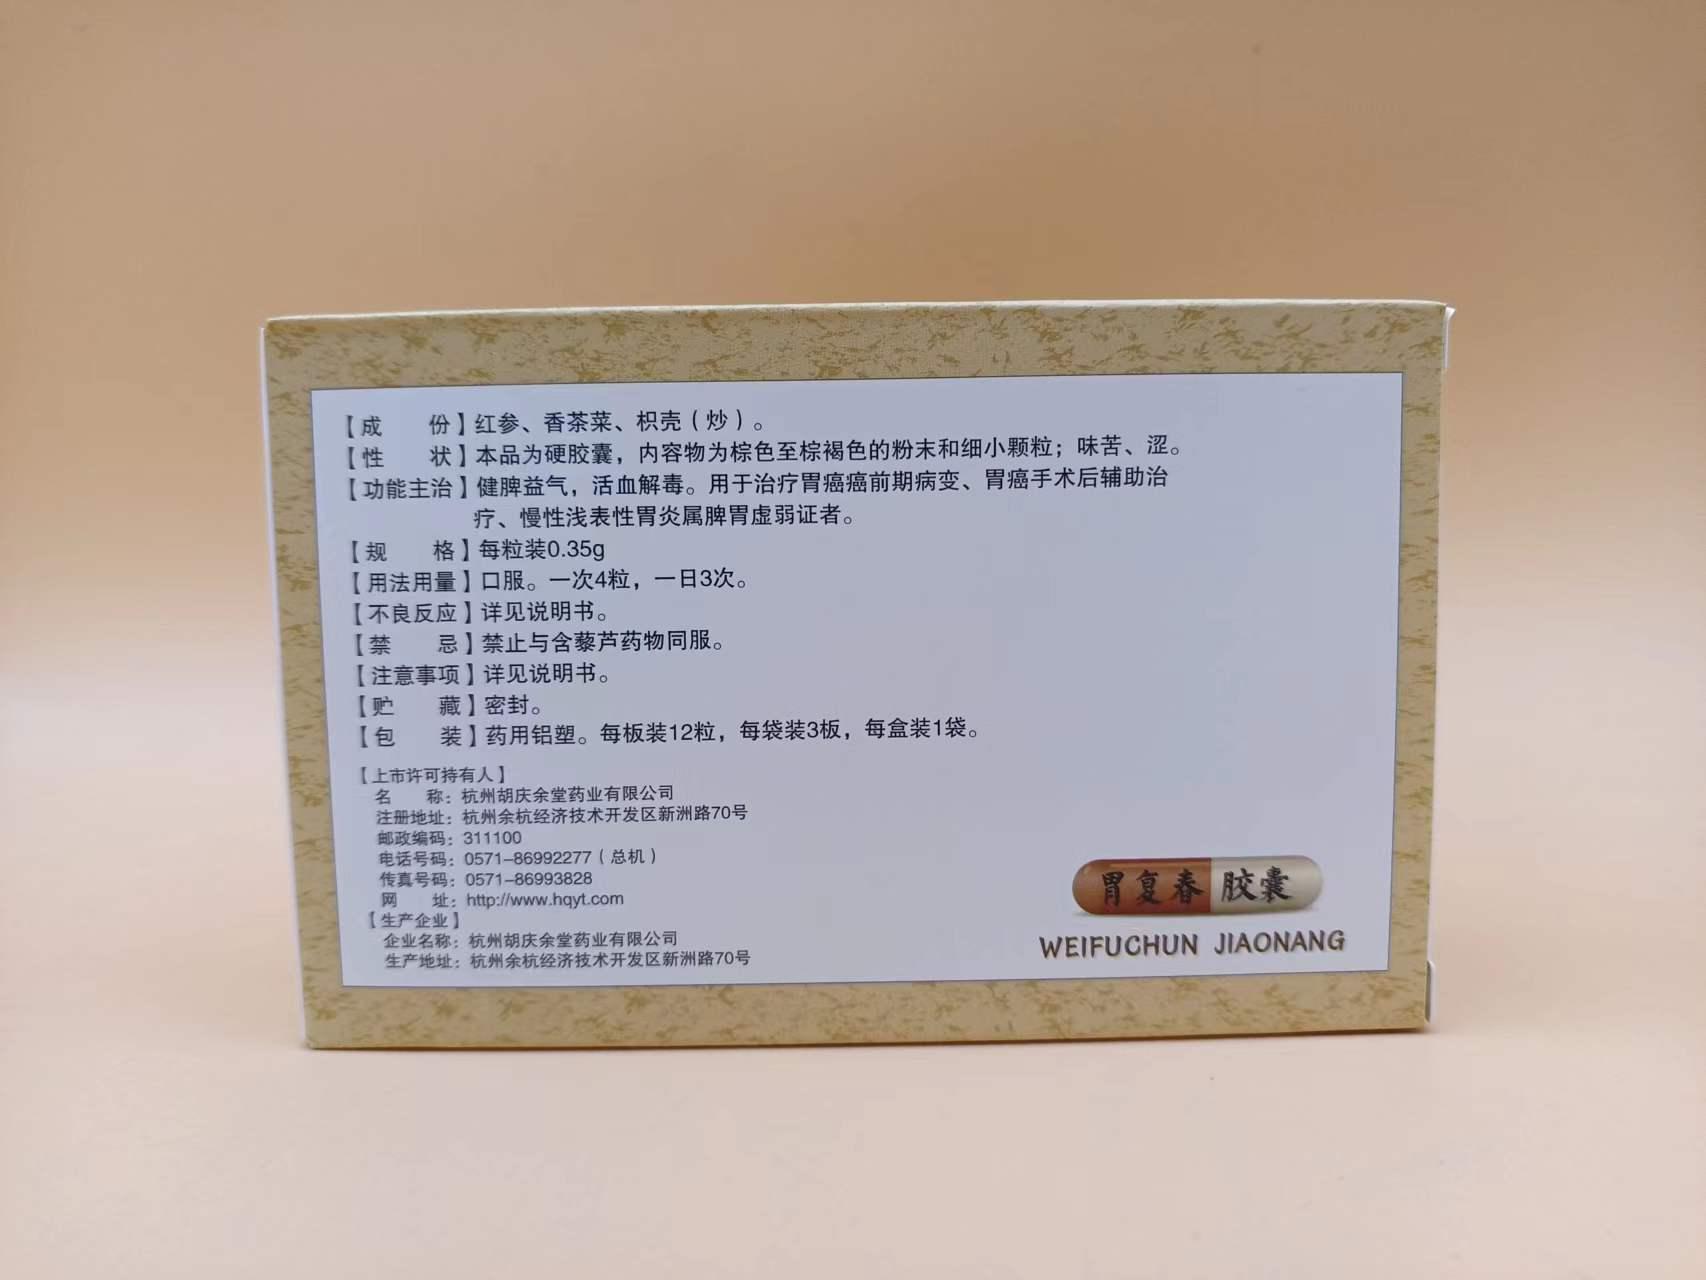 【成　　份】红参、香茶菜、枳壳（炒）。
【性　　状】本品为硬胶囊，内容物为棕色至棕褐色的粉末和细小颗粒；味苦、涩。
【功能主治】健脾益气，活血解毒。用于治疗胃癌癌前期病变、胃癌手术后辅助治
疗、慢性浅表性胃炎属脾胃虚弱证者。
【规　　格】每粒装0.35g
【用法用量】口服。一次4粒，一日3次。
【不良反应】详见说明书。
【禁　　忌】禁止与含藜芦药物同服。
【注意事项】详见说明书。
【贮　　藏】密封。
【包　　装】药用铝塑。每板装12粒，每袋装3板，每盒装1袋。
【上市许可持有人】
名　　称：杭州胡庆余堂药业有限公司
注册地址：杭州余杭经济技术开发区新洲路70号
邮政编码：311100
电话号码：0571-86992277（总机）
传真号码：0571-86993828
网　　址：http://www.hqyt.com
【生产企业】
企业名称：杭州胡庆余堂药业有限公司
生产地址：杭州余杭经济技术开发区新洲路70号
胃复春胶囊
WEIFUCHUN JIAONANG